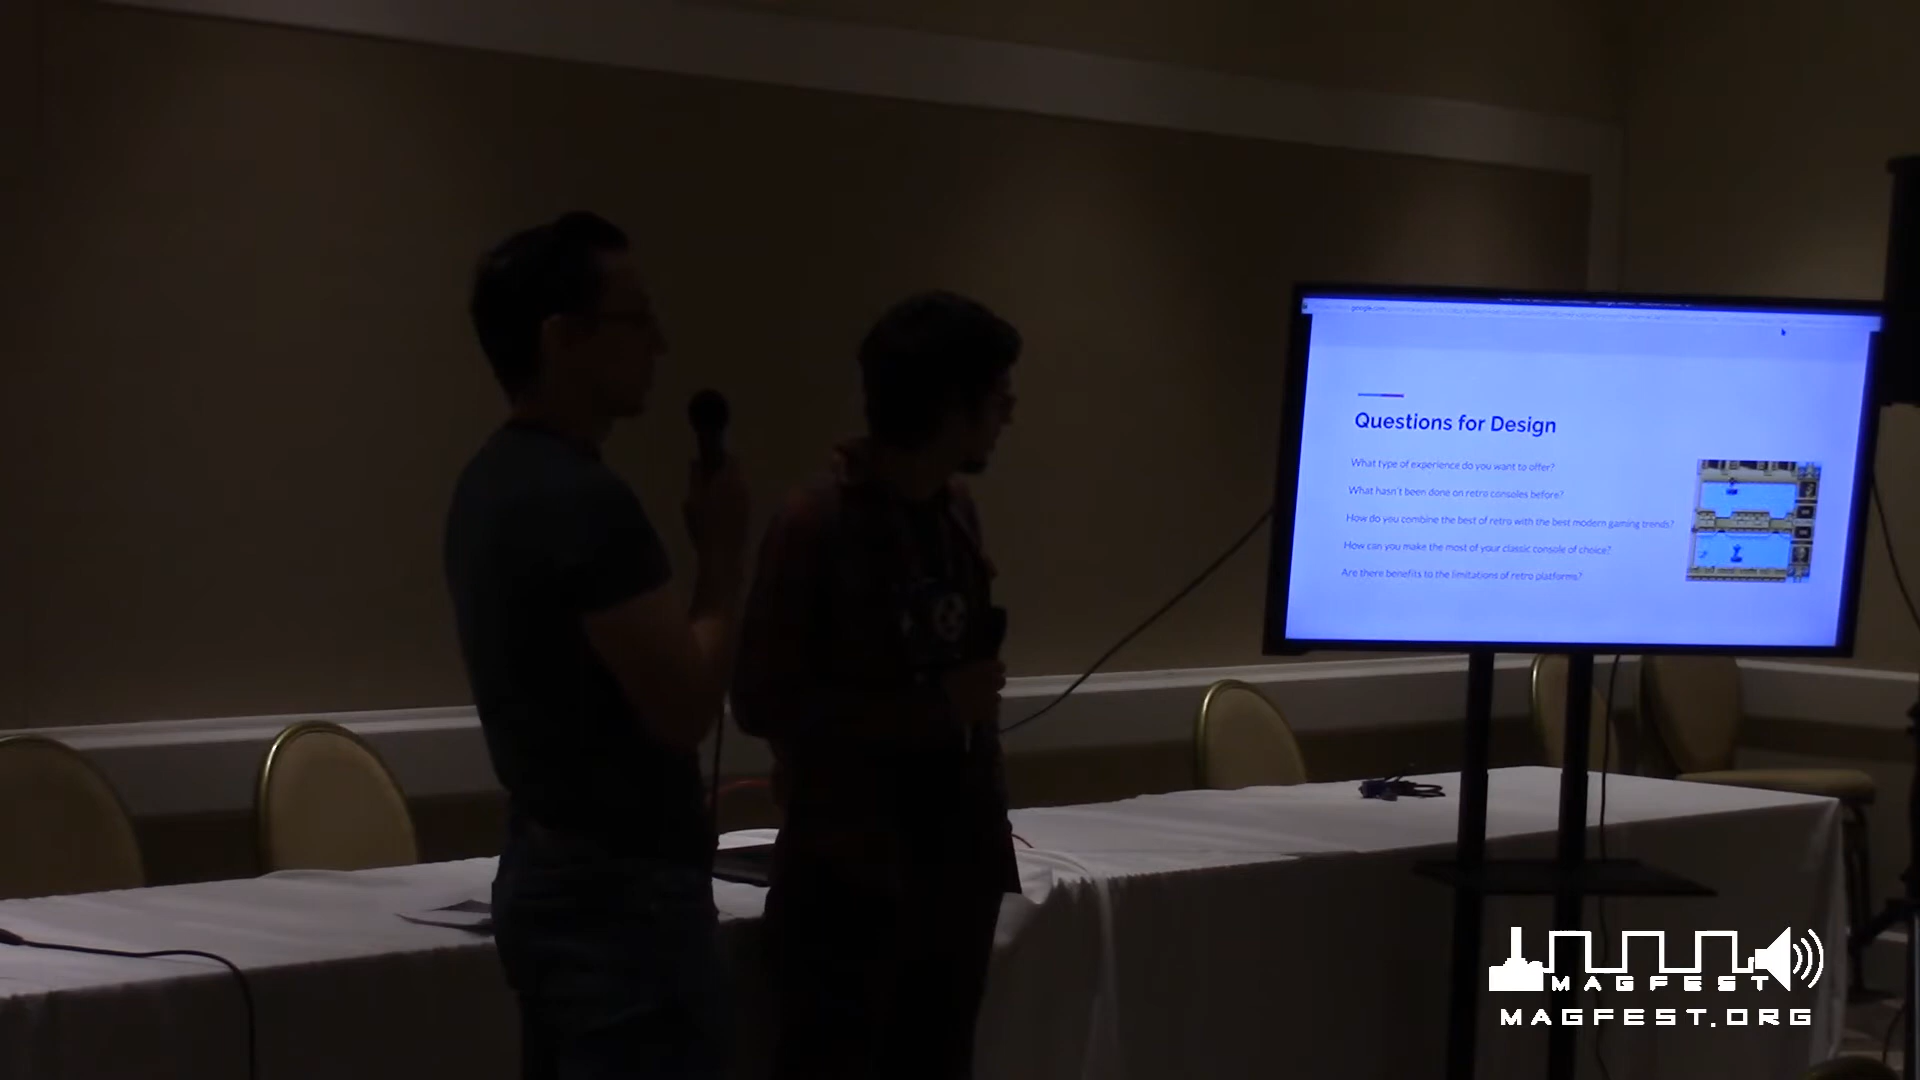 google.com
Questions for Design
What type of experience do you want to offer?
What hasn't been done on retro consoles before?
How do you combine the best of retro with the best modern gaming trends?
How can you make the most of your classic console of choice?
Are there benefits to the limitations of retro platforms?
MAGFEST
MAGFEST.ORG